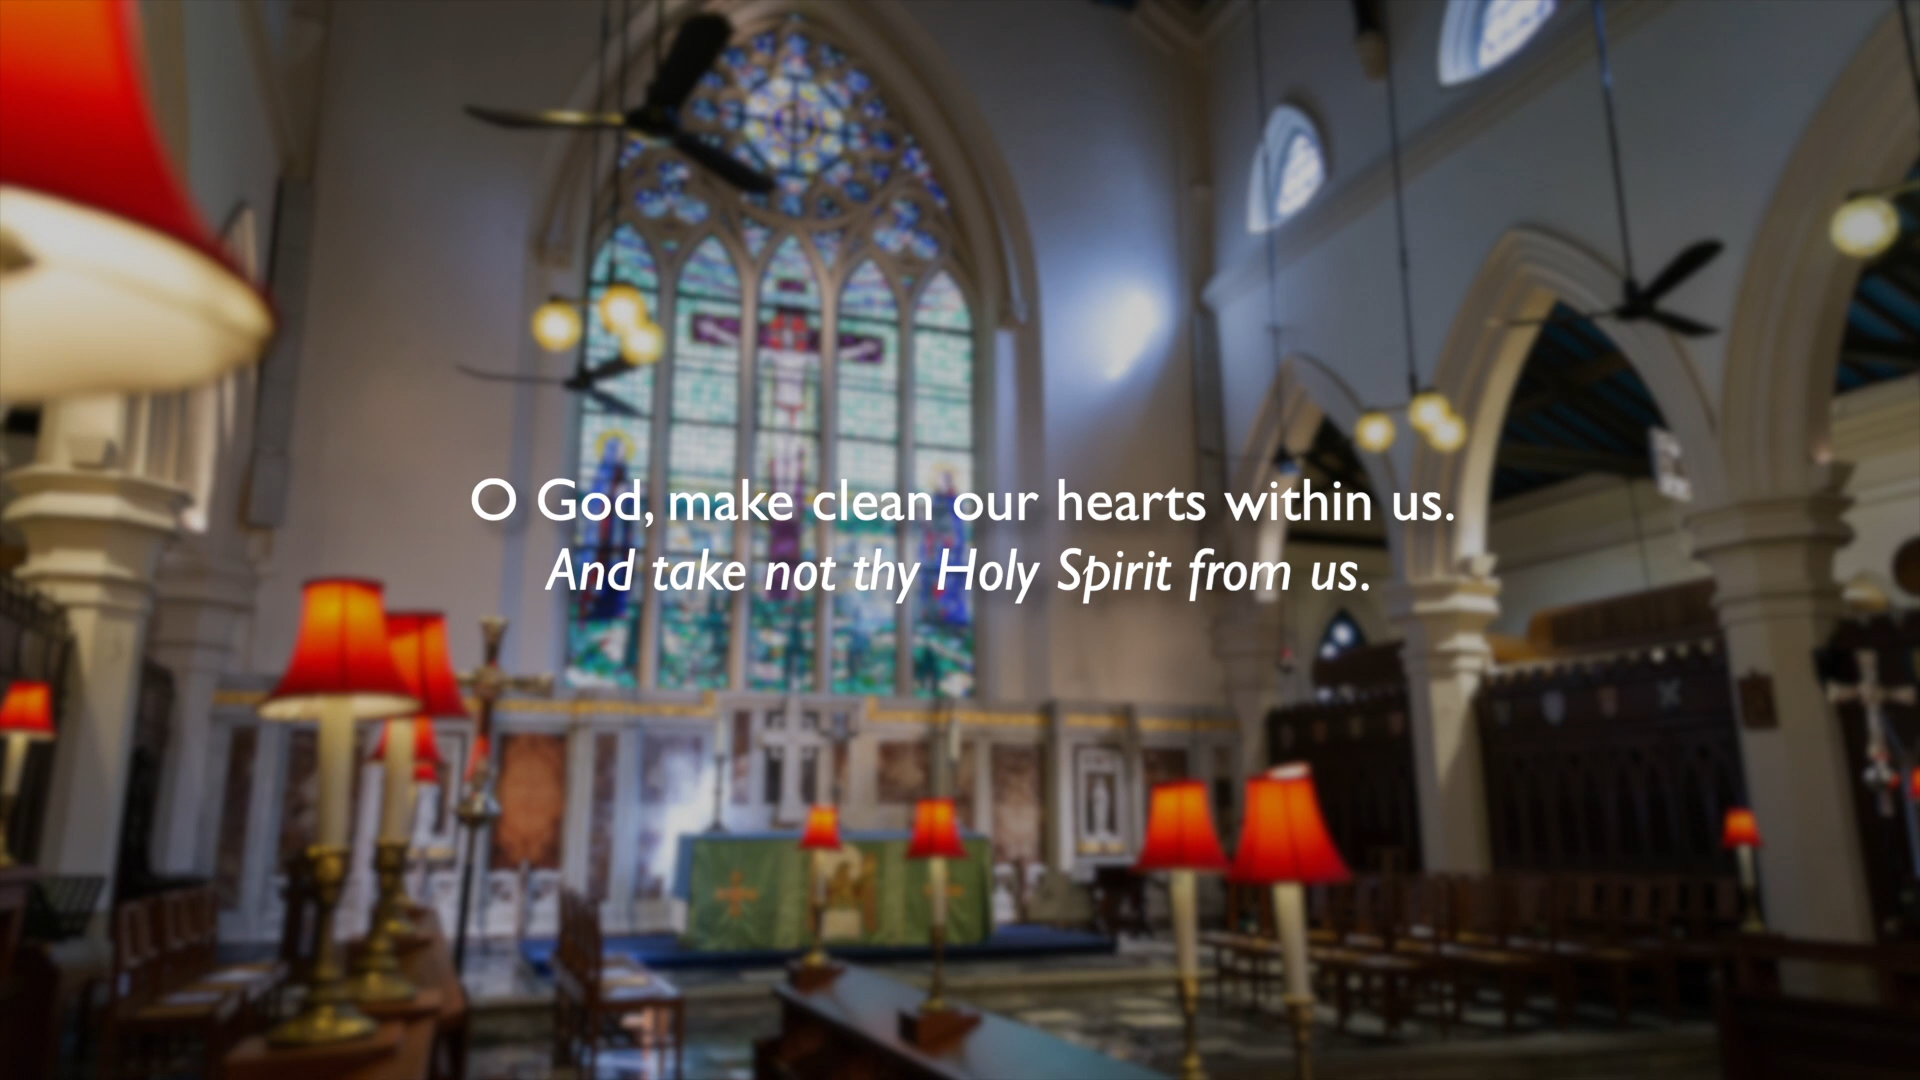 O God, make clean our hearts within us.
And take not thy Holy Spirit from us.